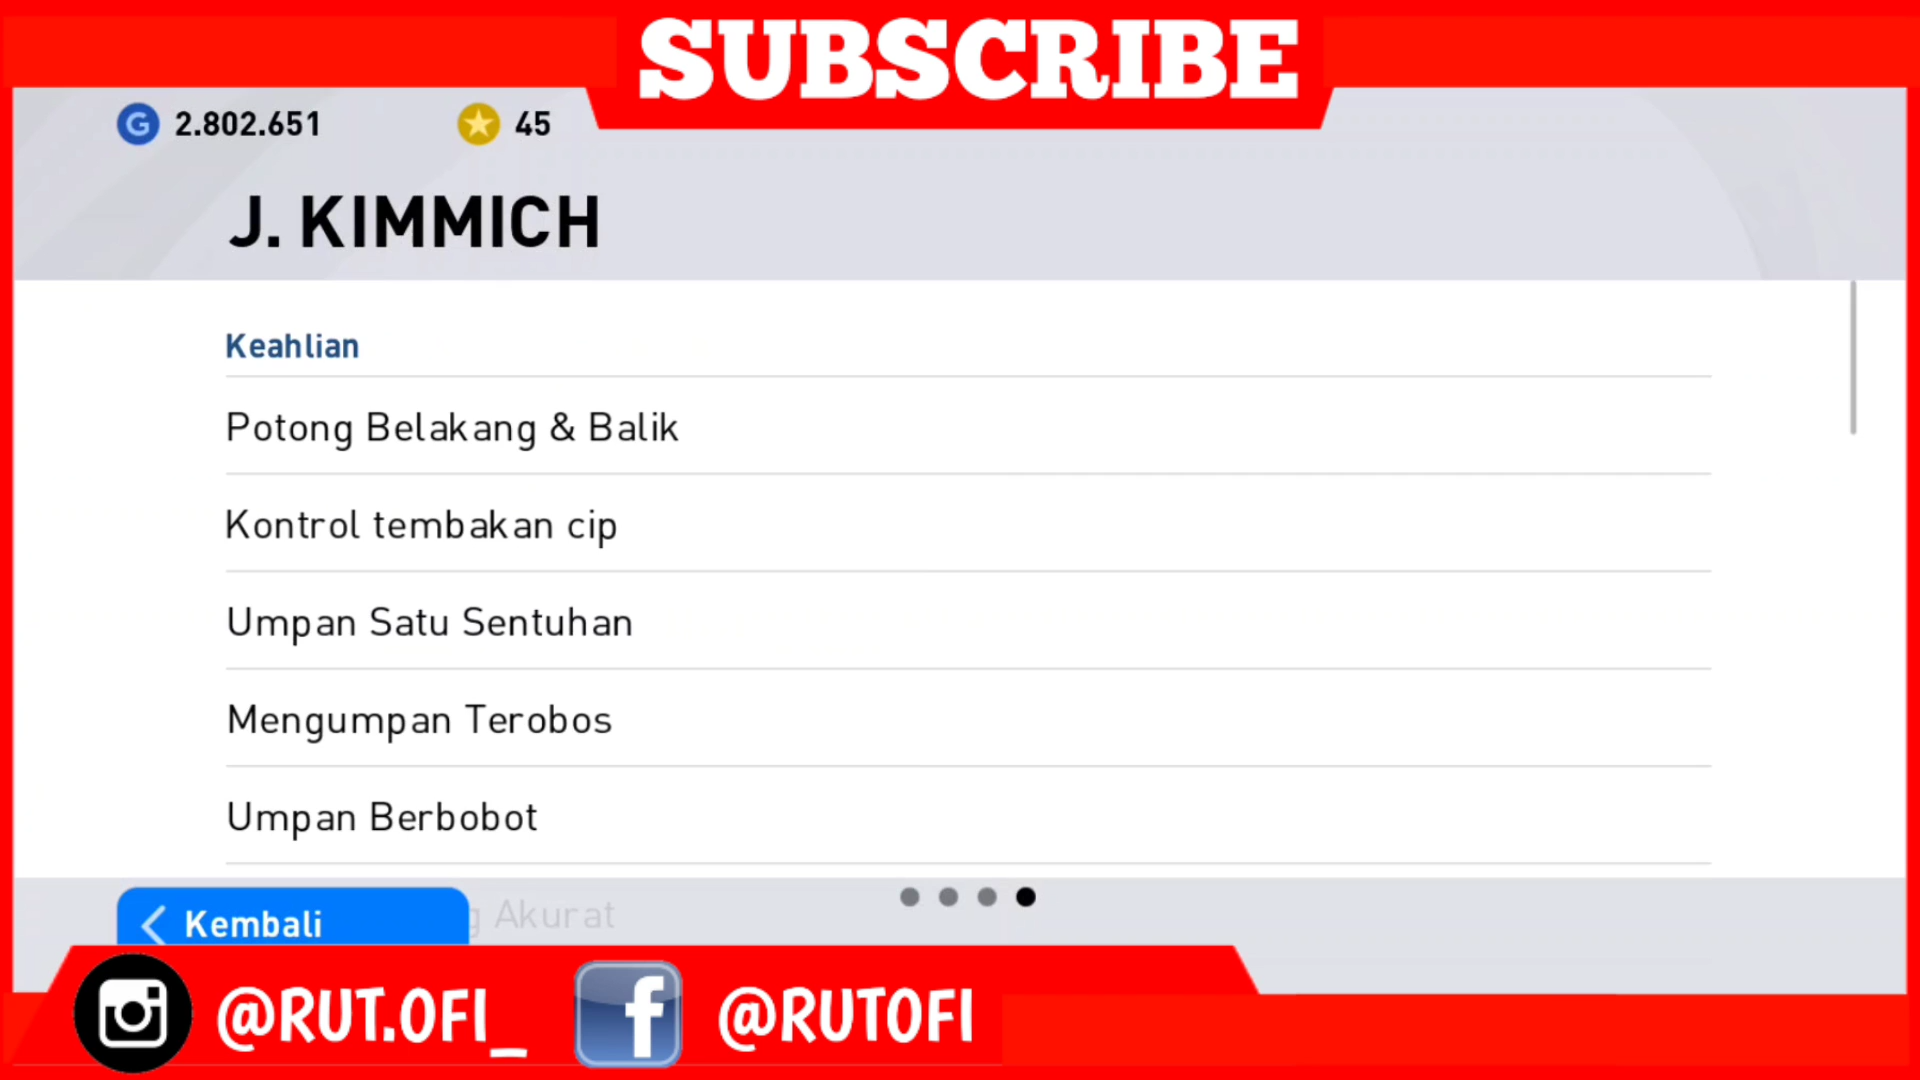 SUBSCRIBE
G 2.802.651 45
J. KIMMICH
Keahlian
Potong Belakang & Balik
Kontrol tembakan cip
Umpan Satu Sentuhan
Mengumpan Terobos
Umpan Berbobot
Kembali
Akurat
@RUT.OFI_ f @RUTOFI